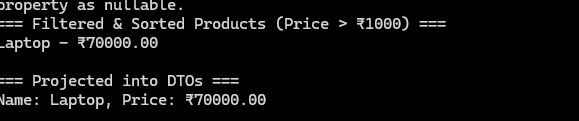 property as nullable.
=== Filtered & Sorted Products (Price > ₹1000) ===
Laptop - ₹70000.00
=== Projected into DTOs ===
Name: Laptop, Price: ₹70000.00